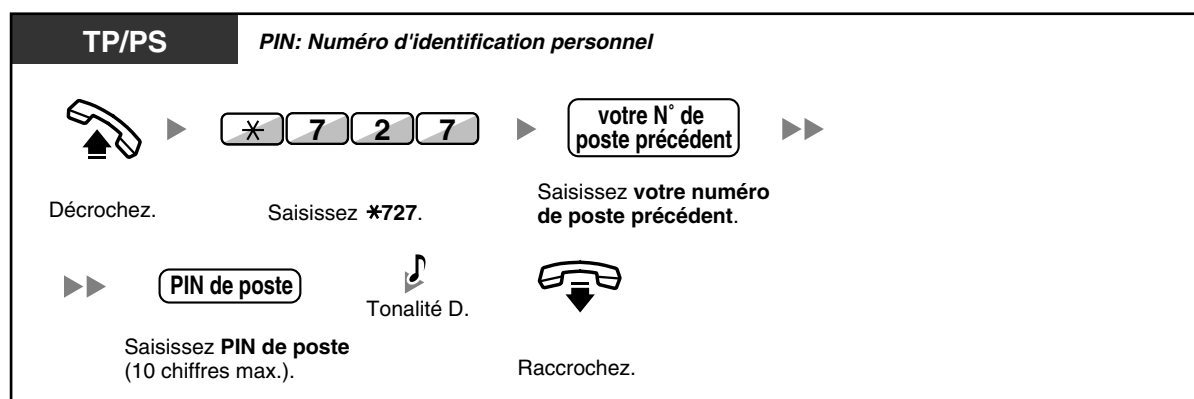 TP/PS
PIN: Numéro d'identification personnel
* 7 2 7
votre N° de
poste précédent
Décrochez.
Saisissez *727.
Saisissez votre numéro
de poste précédent.
PIN de poste
Tonalité D.
Saisissez PIN de poste
(10 chiffres max.).
Raccrochez.